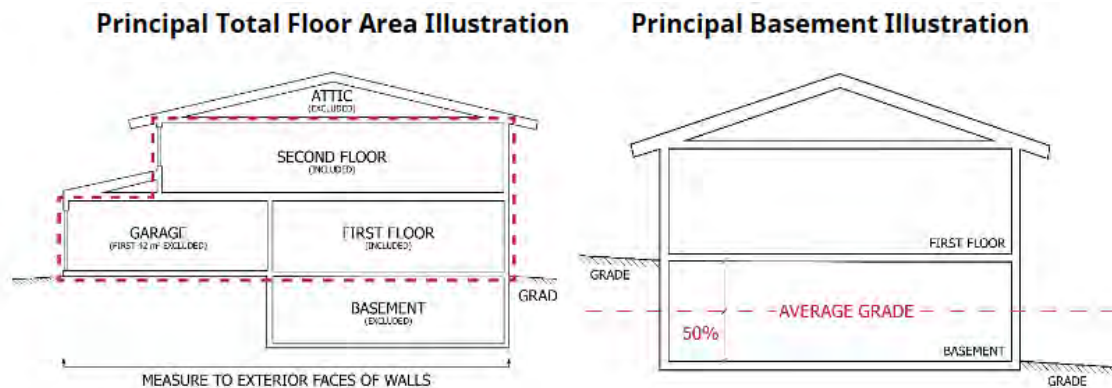 Principal Total Floor Area Illustration
Principal Basement Illustration
ATTIC
(EXCLUDED)
SECOND FLOOR
(INCLUDED)
GARAGE
(FIRST 42 m² EXCLUDED)
FIRST FLOOR
(INCLUDED)
GRAD
BASEMENT
(EXCLUDED)
MEASURE TO EXTERIOR FACES OF WALLS
FIRST FLOOR
GRADE
AVERAGE GRADE
50%
BASEMENT
GRADE